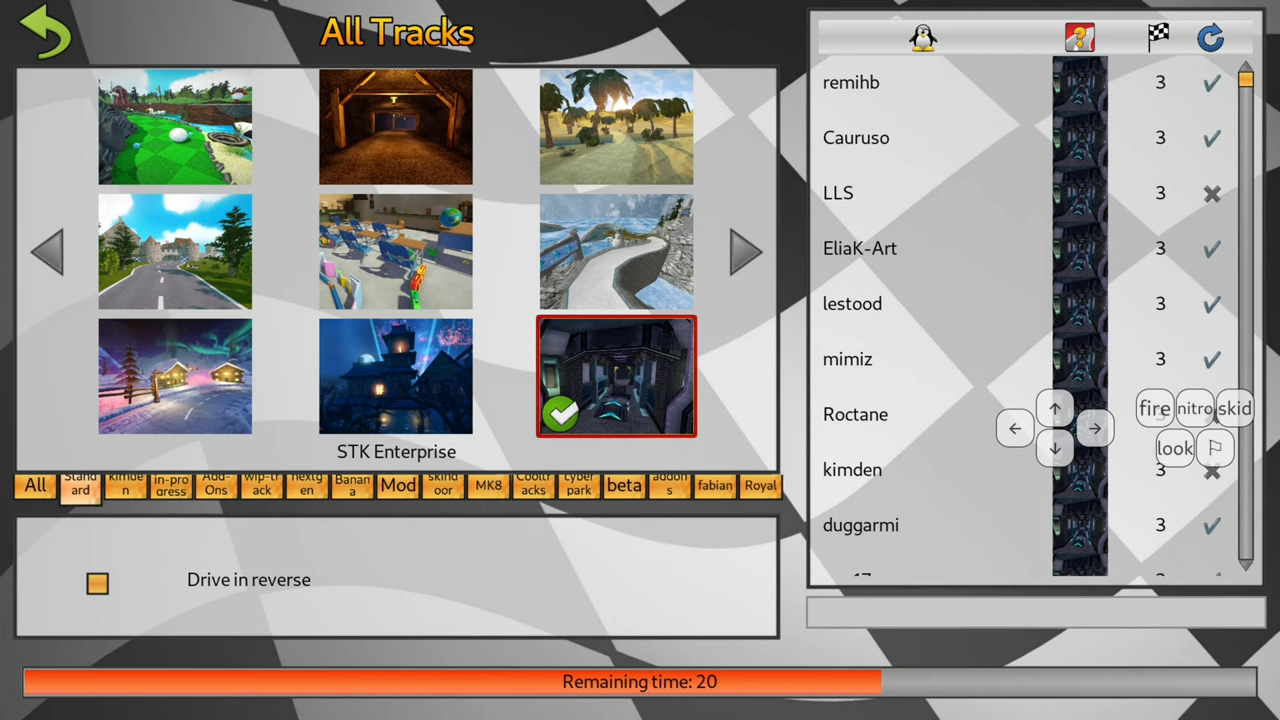 All Tracks
STK Enterprise
All
Stand
ard
kimde
n
in-pro
gress
Add-
Ons
wip-tr
ack
nextg
en
Banan
a
Mod
skind
oor
MK8
Cooltr
acks
cyber
park
beta
addon
s
fabian
Royal
Drive in reverse
remihb 3
Cauruso 3
LLS 3
EliaK-Art 3
lestood 3
mimiz 3
Roctane
kimden 3
duggarmi 3
fire nitro skid
look
Remaining time: 20